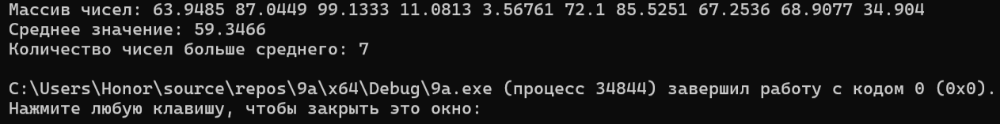 Массив чисел: 63.9485 87.0449 99.1333 11.0813 3.56761 72.1 85.5251 67.2536 68.9077 34.904
Среднее значение: 59.3466
Количество чисел больше среднего: 7
C:\Users\Honor\source\repos\9a\x64\Debug\9a.exe (процесс 34844) завершил работу с кодом 0 (0x0).
Нажмите любую клавишу, чтобы закрыть это окно: